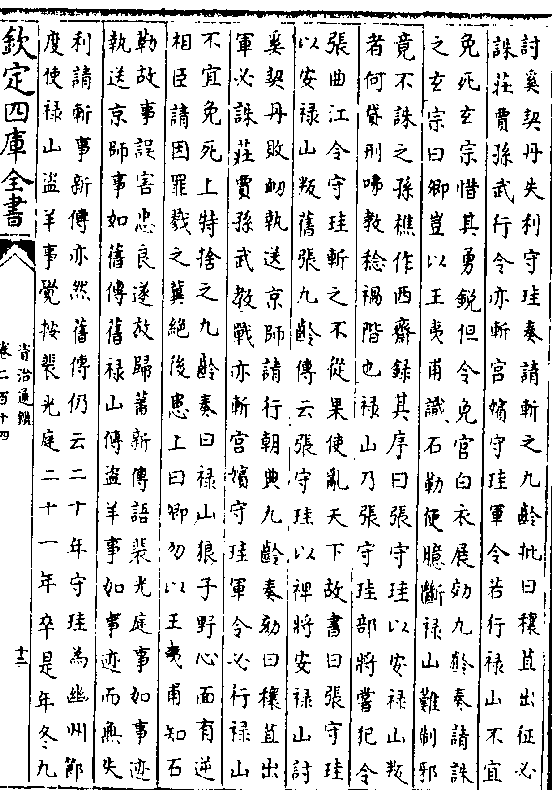 討奚契丹失利守珪奏請斬之九齡批曰穰苴出征必
誅莊賈孫武行令亦斬宮嬪守珪軍令若行祿山不宜
免死玄宗惜其勇鋭但令免官白衣展効九齡奏請誅
之玄宗曰卿豈以王夷甫識石勒便臆斷祿山難制邪
竟不誅之孫樵作西齋録其序曰張守珪以安祿山叛
者何貸刑咈教稔禍階也祿山乃張守珪部將嘗犯令
張曲江令守珪斬之不從果使亂天下故書曰張守珪
以安祿山叛舊張九齡傳云張守珪以裨將安祿山討
奚契丹敗衂執送京師請行朝典九齡奏劾曰穰苴出
軍必誅莊賈孫武教戰亦斬宮嬪守珪軍令必行祿山
不宜免死上特捨之九齡奏曰祿山狼子野心面有逆
相臣請因罪戮之冀絶後患上曰卿勿以王夷甫知石
勒故事誤害忠良遂放歸蕃新傳語裴光庭事如事迹
執送京師事如舊傳舊祿山傳盜羊事如事迹而無失
利請斬事新傳亦然舊傳仍云二十年守珪為幽州節
度使祿山盜羊事覺按裴光庭二十一年卒是年冬九
欽定四庫全書
資治通鑑
卷二百十四
十三